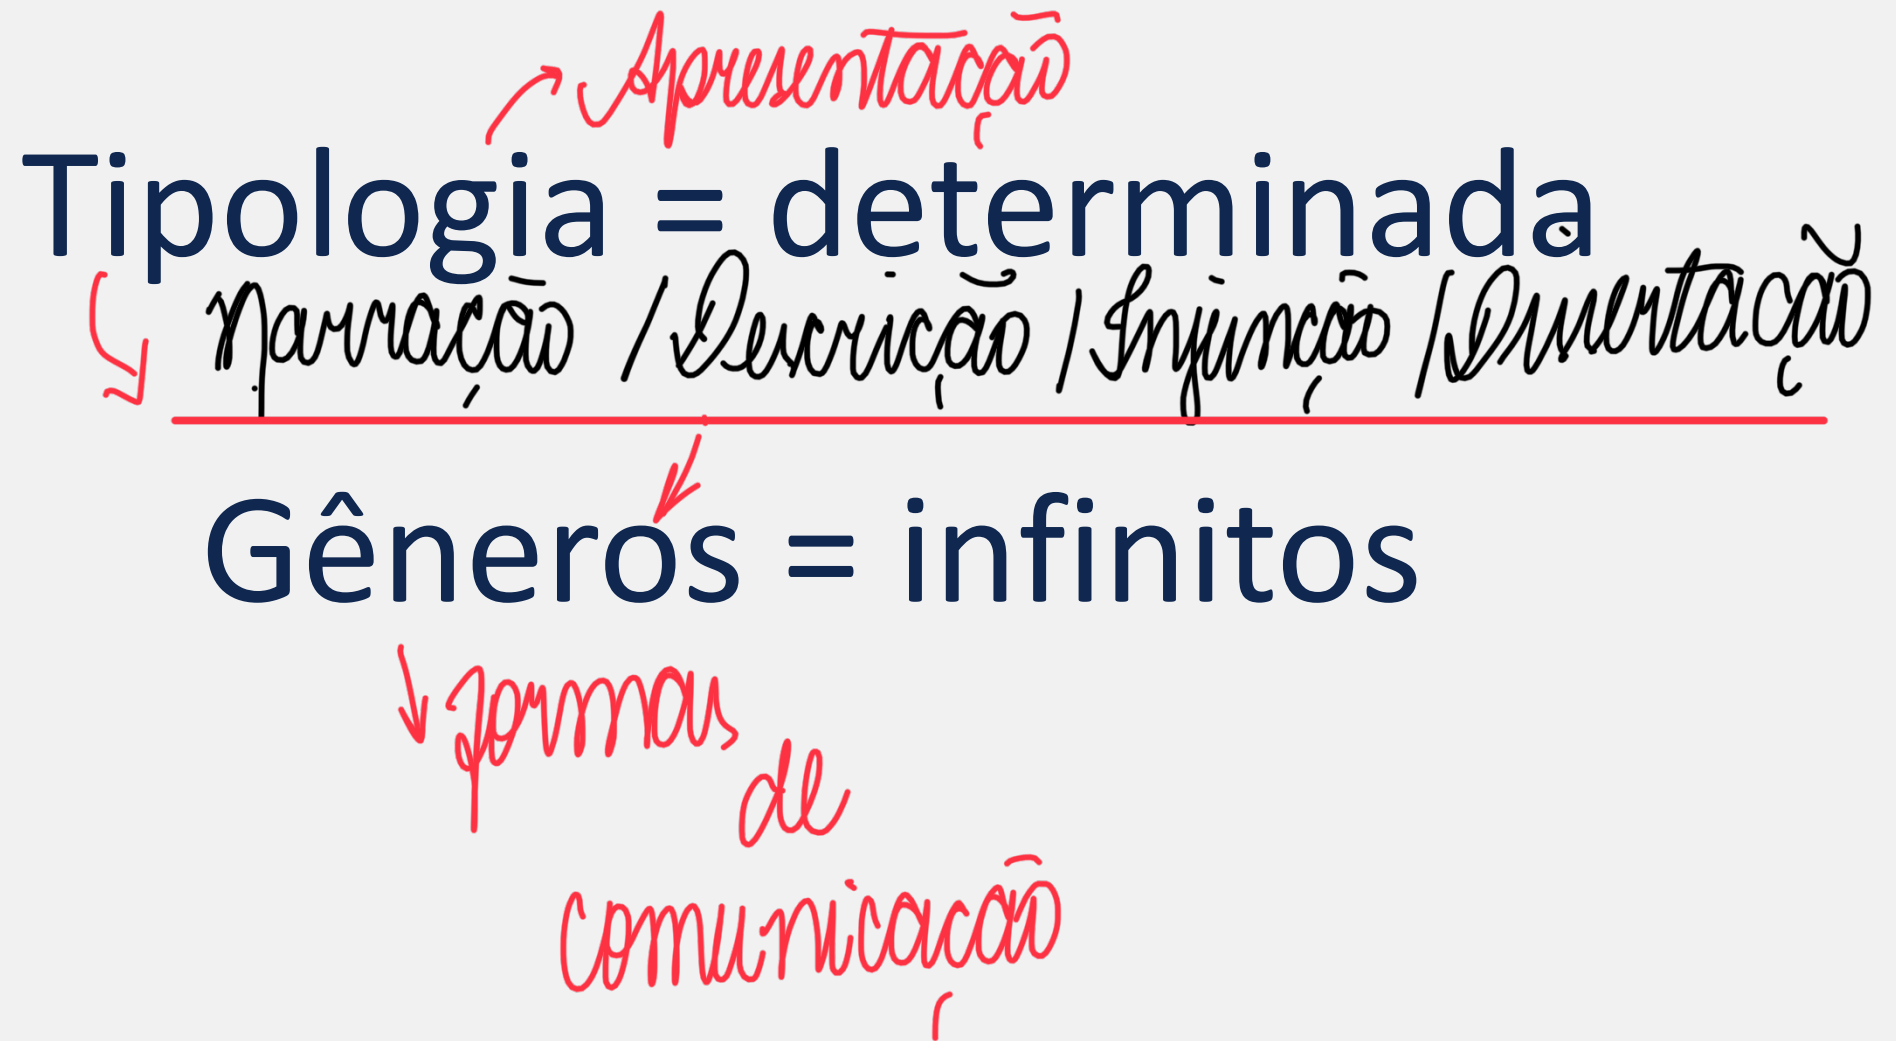 Apresentação
Tipologia = determinada
Narração / Descrição / Injunção / Dissertação
Gêneros = infinitos
formas
de
comunicação